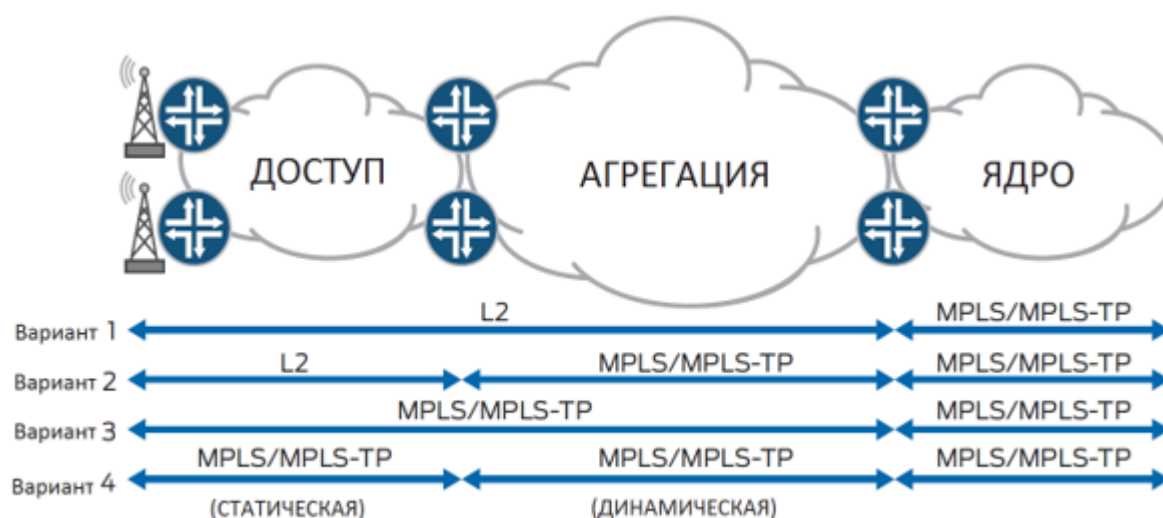 ДОСТУП АГРЕГАЦИЯ ЯДРО
L2 MPLS/MPLS-TP
Вариант 1
L2 MPLS/MPLS-TP MPLS/MPLS-TP
Вариант 2
MPLS/MPLS-TP MPLS/MPLS-TP
Вариант 3
MPLS/MPLS-TP MPLS/MPLS-TP MPLS/MPLS-TP
Вариант 4
(СТАТИЧЕСКАЯ) (ДИНАМИЧЕСКАЯ)